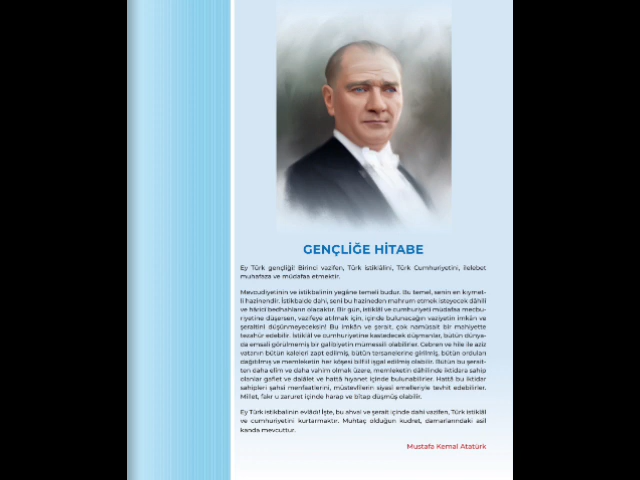 GENÇLİĞE HİTABE
Ey Türk gençliği! Birinci vazifen, Türk istiklâlini, Türk Cumhuriyetini, ilelebet
muhafaza ve müdafaa etmektir.
Mevcudiyetinin ve istikbalinin yegâne temeli budur. Bu temel, senin en kıymet-
li hazinendir. İstikbalde dahi, seni bu hazineden mahrum etmek isteyecek dâhilî
ve hâricî bedhahların olacaktır. Bir gün, istiklâl ve cumhuriyeti müdafaa mecbu-
riyetine düşersen, vazifeye atılmak için, içinde bulunacağın vaziyetin imkân ve
şeraitini düşünmeyeceksin! Bu imkân ve şerait, çok namüsait bir mahiyette
tezahür edebilir. İstiklâl ve cumhuriyetine kastedecek düşmanlar, bütün dünya-
da emsali görülmemiş bir galibiyetin mümessili olabilirler. Cebren ve hile ile aziz
vatanın bütün kaleleri zapt edilmiş, bütün tersanelerine girilmiş, bütün orduları
dağıtılmış ve memleketin her köşesi bilfiil işgal edilmiş olabilir. Bütün bu şerait-
ten daha elîm ve daha vahim olmak üzere, memleketin dâhilinde iktidara sahip
olanlar gaflet ve dalâlet ve hattâ hıyanet içinde bulunabilirler. Hattâ bu iktidar
sahipleri şahsî menfaatlerini, müstevlîlerin siyasî emelleriyle tevhit edebilirler.
Millet, fakr u zaruret içinde harap ve bîtap düşmüş olabilir.
Ey Türk istikbalinin evlâdı! İşte, bu ahval ve şerait içinde dahi vazifen, Türk istiklâl
ve cumhuriyetini kurtarmaktır. Muhtaç olduğun kudret, damarlarındaki asil
kanda mevcuttur.
Mustafa Kemal Atatürk